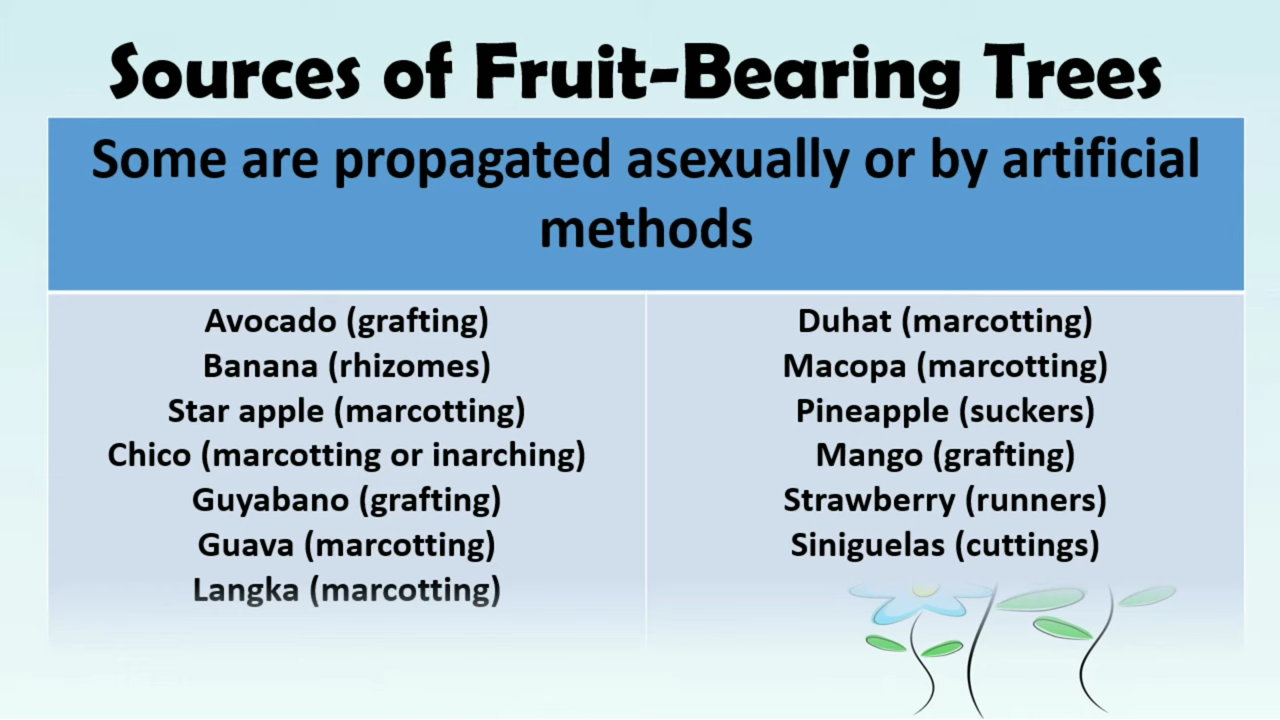 Sources of Fruit-Bearing Trees
Some are propagated asexually or by artificial
methods
Avocado (grafting)
Banana (rhizomes)
Star apple (marcotting)
Chico (marcotting or inarching)
Guyabano (grafting)
Guava (marcotting)
Langka (marcotting)
Duhat (marcotting)
Macopa (marcotting)
Pineapple (suckers)
Mango (grafting)
Strawberry (runners)
Siniguelas (cuttings)